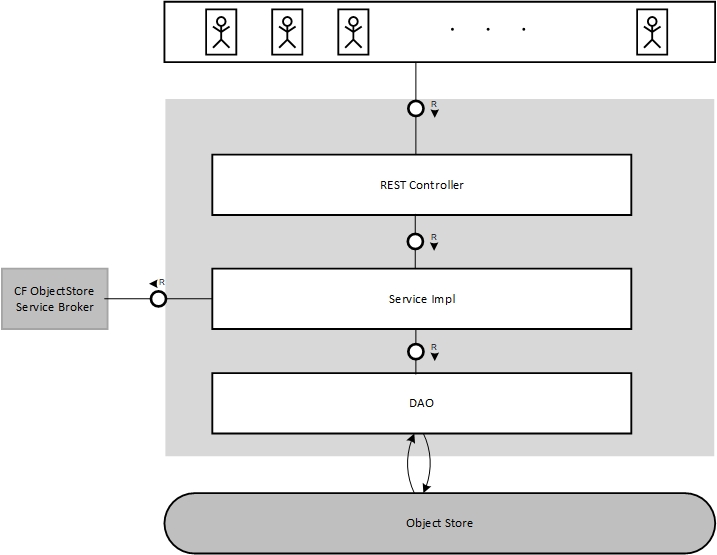 R
REST Controller
R
CF ObjectStore
Service Broker
R
Service Impl
R
DAO
Object Store